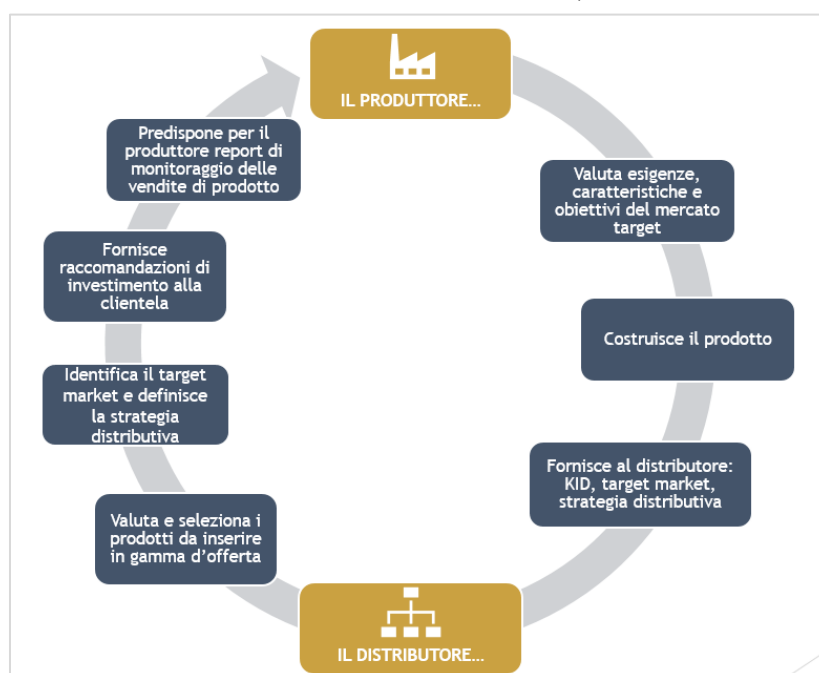 IL PRODUTTORE...
Valuta esigenze,
caratteristiche e
obiettivi del mercato
target
Costruisce il prodotto
Fornisce al distributore:
KID, target market,
strategia distributiva
IL DISTRIBUTORE...
Valuta e seleziona i
prodotti da inserire
in gamma d’offerta
Identifica il target
market e definisce
la strategia
distributiva
Fornisce
raccomandazioni di
investimento alla
clientela
Predispone per il
produttore report di
monitoraggio delle
vendite di prodotto